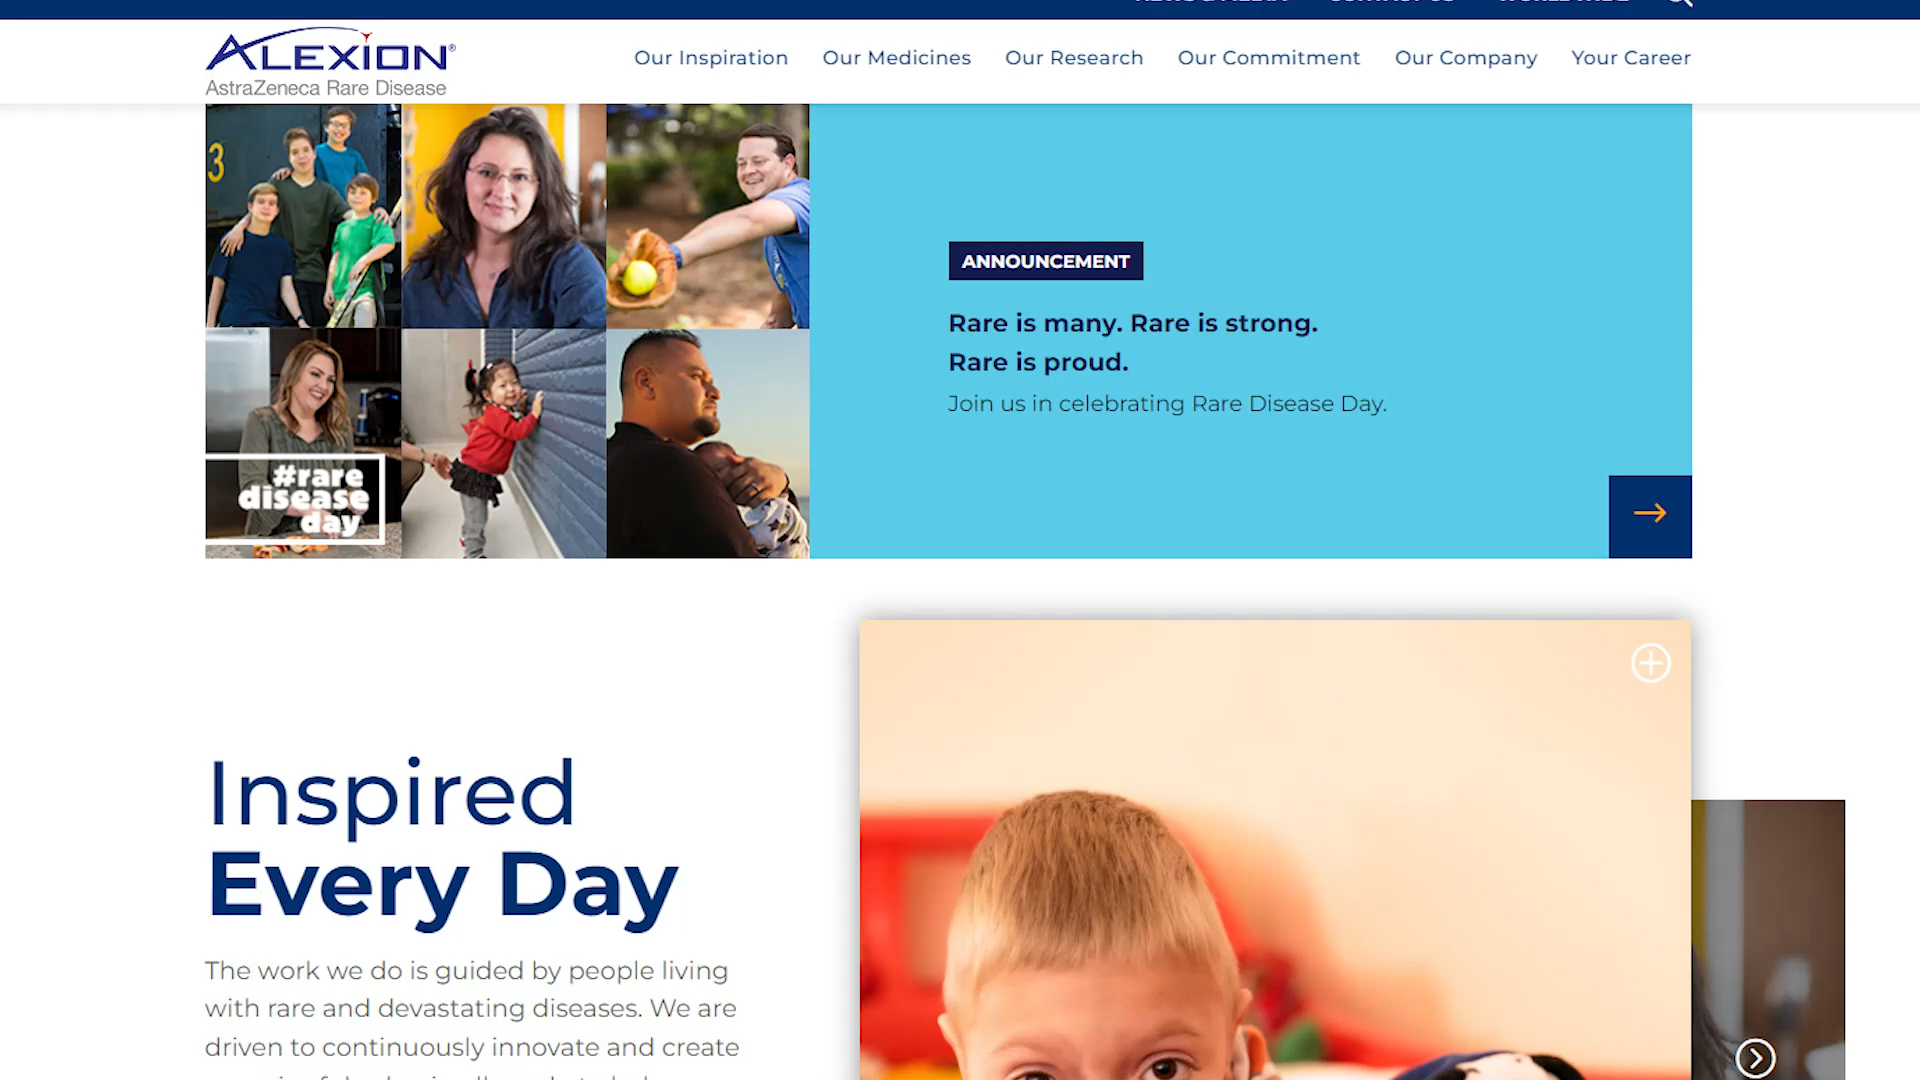 ALEXION®
AstraZeneca Rare Disease
Our Inspiration
Our Medicines
Our Research
Our Commitment
Our Company
Your Career
3
#rare
disease
day
ANNOUNCEMENT
Rare is many. Rare is strong.
Rare is proud.
Join us in celebrating Rare Disease Day.
Inspired
Every Day
The work we do is guided by people living
with rare and devastating diseases. We are
driven to continuously innovate and create